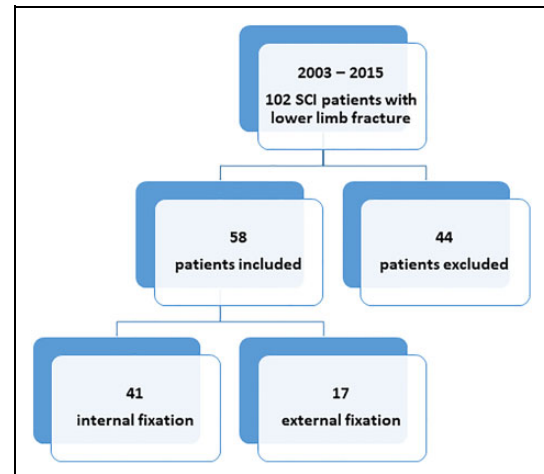 2003 – 2015
102 SCI patients with
lower limb fracture
58
patients included
44
patients excluded
41
internal fixation
17
external fixation